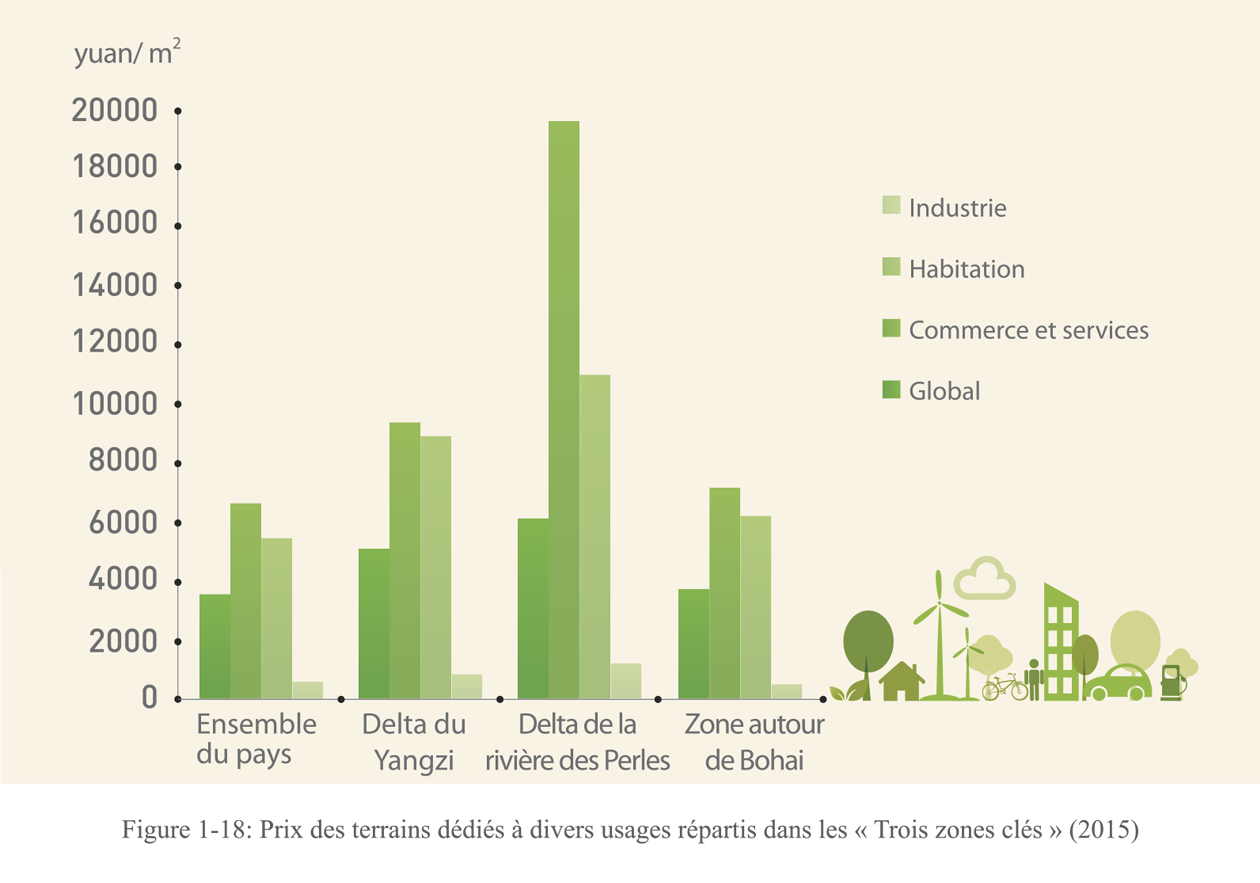 yuan/ m²
20000
18000
16000
14000
12000
10000
8000
6000
4000
2000
0
Ensemble
du pays
Delta du
Yangzi
Delta de la
rivière des Perles
Zone autour
de Bohai
Industrie
Habitation
Commerce et services
Global
Figure 1-18: Prix des terrains dédiés à divers usages répartis dans les « Trois zones clés » (2015)